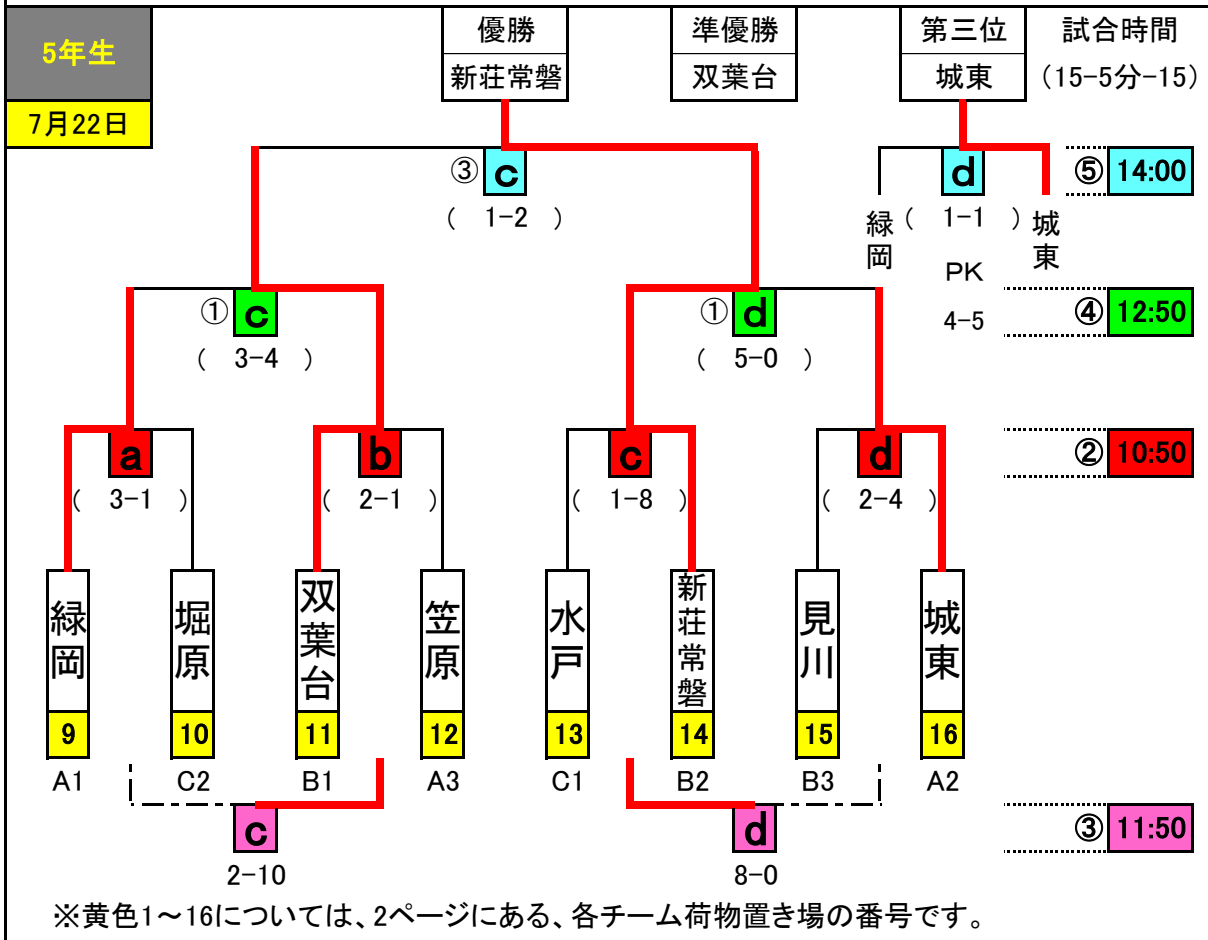 5年生
7月22日
優勝
新荘常磐
準優勝
双葉台
第三位
城東
試合時間
(15-5分-15)
③ c
( 1-2 )
d
( 1-1 )
緑岡
城東
PK
4-5
⑤ 14:00
① c
( 3-4 )
① d
( 5-0 )
④ 12:50
a
( 3-1 )
b
( 2-1 )
c
( 1-8 )
d
( 2-4 )
② 10:50
緑岡
堀原
双葉台
笠原
水戸
新荘常磐
見川
城東
9 10 11 12 13 14 15 16
A1 C2 B1 A3 C1 B2 B3 A2
c
2-10
d
8-0
③ 11:50
※黄色1～16については、2ページにある、各チーム荷物置き場の番号です。